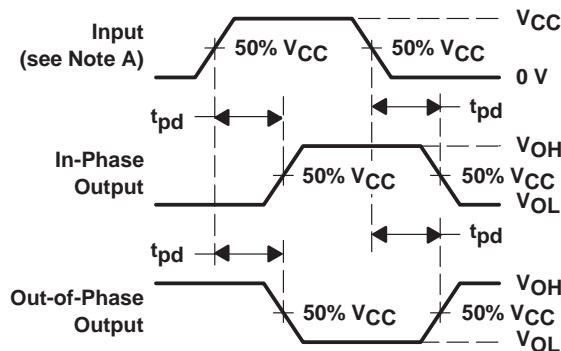 Input
(see Note A)
50% VCC
50% VCC
VCC
0 V
tpd
tpd
In-Phase
Output
50% VCC
VOH
50% VCC
VOL
tpd
tpd
Out-of-Phase
Output
50% VCC
VOH
50% VCC
VOL